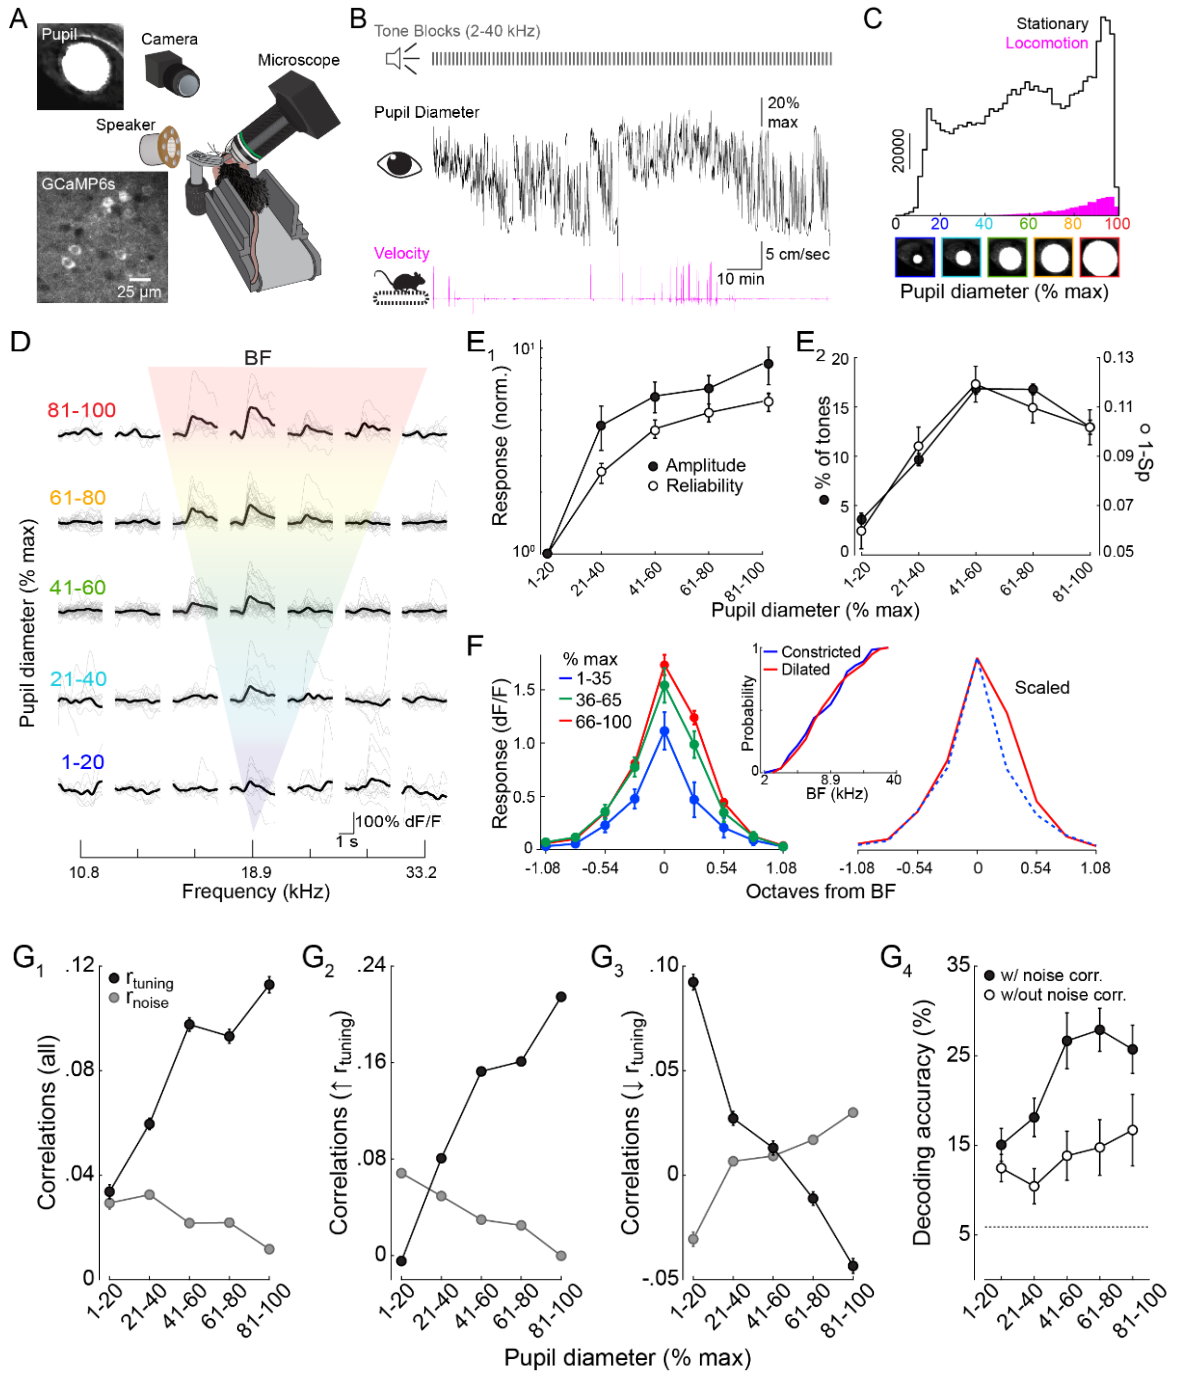 A
Pupil
Camera
Microscope
Speaker
GCaMP6s
25 µm
B
Tone Blocks (2-40 kHz)
Pupil Diameter
20%
max
Velocity
5 cm/sec
10 min
C
Stationary
Locomotion
20000
0 20 40 60 80 100
Pupil diameter (% max)
D
BF
81-100
61-80
41-60
21-40
1-20
Pupil diameter (% max)
100% dF/F
1 s
10.8 18.9 33.2
Frequency (kHz)
E1
Response (norm.)
10¹
10⁰
Amplitude
Reliability
1-20 21-40 41-60 61-80 81-100
E2
% of tones
20
15
10
5
0
0.13
0.11
0.09
0.07
0.05
1-Sp
1-20 21-40 41-60 61-80 81-100
Pupil diameter (% max)
F
% max
1-35
36-65
66-100
Response (dF/F)
1.5
1.0
0.5
0
-1.08 -0.54 0 0.54 1.08
Constricted
Dilated
Probability
1
0
2 8.9 40
BF (kHz)
Scaled
-1.08 -0.54 0 0.54 1.08
Octaves from BF
G1
rtuning
rnoise
Correlations (all)
.12
.08
.04
0
1-20 21-40 41-60 61-80 81-100
G2
Correlations (↑ rtuning)
.24
.16
.08
0
1-20 21-40 41-60 61-80 81-100
G3
Correlations (↓ rtuning)
.10
.05
0
-.05
1-20 21-40 41-60 61-80 81-100
G4
w/ noise corr.
w/out noise corr.
Decoding accuracy (%)
35
25
15
5
1-20 21-40 41-60 61-80 81-100
Pupil diameter (% max)